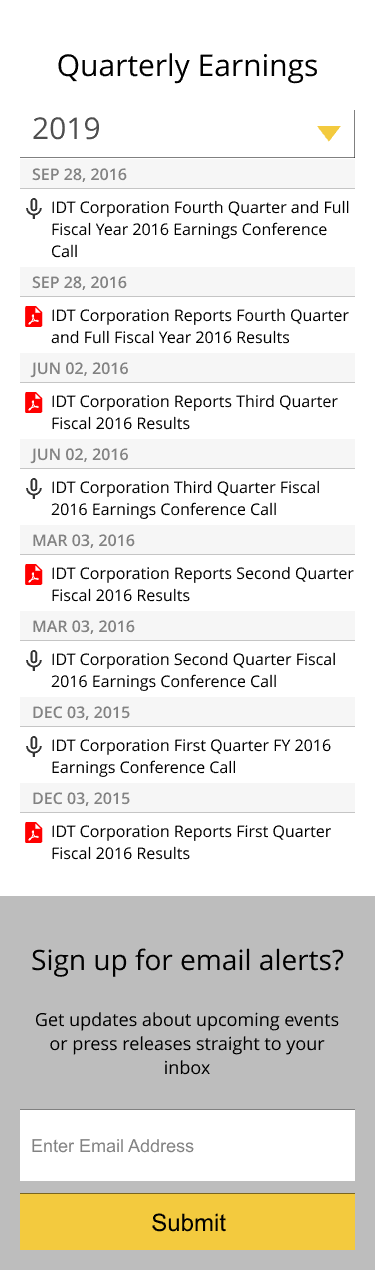 Quarterly Earnings
2019
SEP 28, 2016
IDT Corporation Fourth Quarter and Full
Fiscal Year 2016 Earnings Conference
Call
SEP 28, 2016
IDT Corporation Reports Fourth Quarter
and Full Fiscal Year 2016 Results
JUN 02, 2016
IDT Corporation Reports Third Quarter
Fiscal 2016 Results
JUN 02, 2016
IDT Corporation Third Quarter Fiscal
2016 Earnings Conference Call
MAR 03, 2016
IDT Corporation Reports Second Quarter
Fiscal 2016 Results
MAR 03, 2016
IDT Corporation Second Quarter Fiscal
2016 Earnings Conference Call
DEC 03, 2015
IDT Corporation First Quarter FY 2016
Earnings Conference Call
DEC 03, 2015
IDT Corporation Reports First Quarter
Fiscal 2016 Results
Sign up for email alerts?
Get updates about upcoming events
or press releases straight to your
inbox
Enter Email Address
Submit